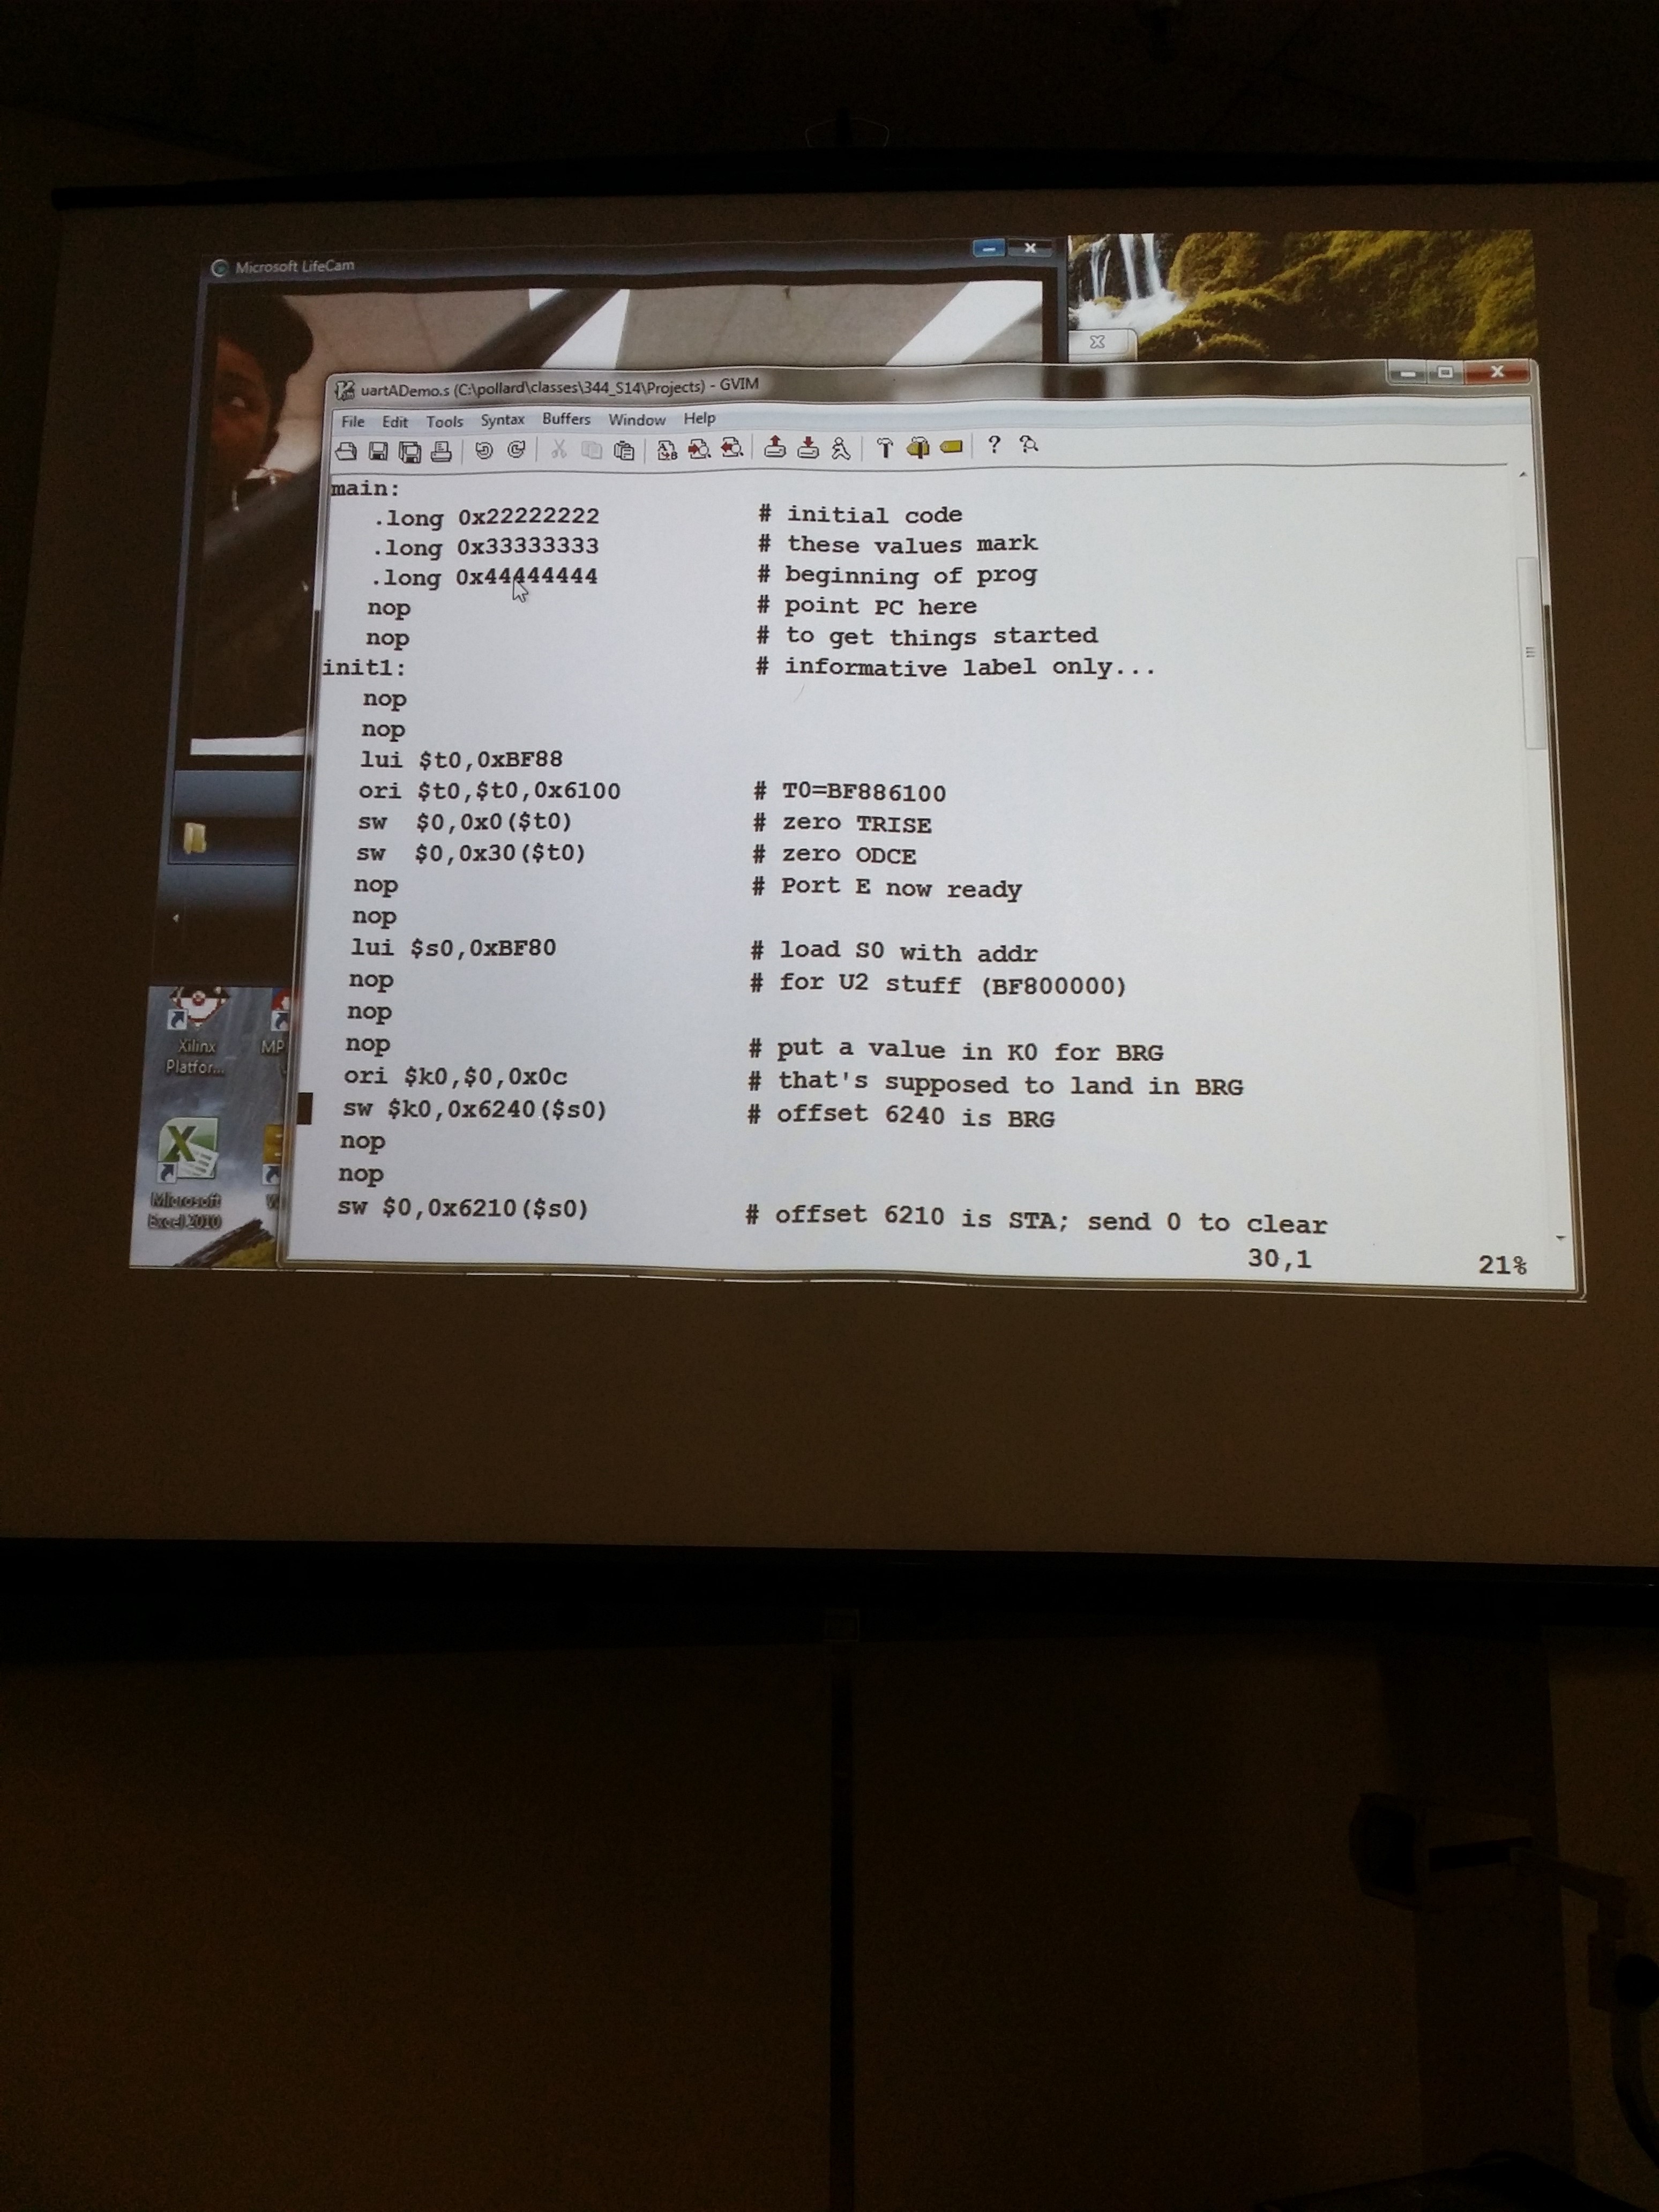 Microsoft LifeCam
uartADemo.s (C:\pollard\classes\344_S14\Projects) - GVIM
File Edit Tools Syntax Buffers Window Help
main:
.long 0x22222222 # initial code
.long 0x33333333 # these values mark
.long 0x44444444 # beginning of prog
nop # point PC here
nop # to get things started
init1: # informative label only...
nop
nop
lui $t0,0xBF88
ori $t0,$t0,0x6100 # T0=BF886100
sw $0,0x0($t0) # zero TRISE
sw $0,0x30($t0) # zero ODCE
nop # Port E now ready
nop
lui $s0,0xBF80 # load S0 with addr
nop # for U2 stuff (BF800000)
nop
nop # put a value in K0 for BRG
ori $k0,$0,0x0c # that's supposed to land in BRG
sw $k0,0x6240($s0) # offset 6240 is BRG
nop
nop
sw $0,0x6210($s0) # offset 6210 is STA; send 0 to clear
30,1 21%
Xilinx
Platfor...
MP
Microsoft
Excel 2010